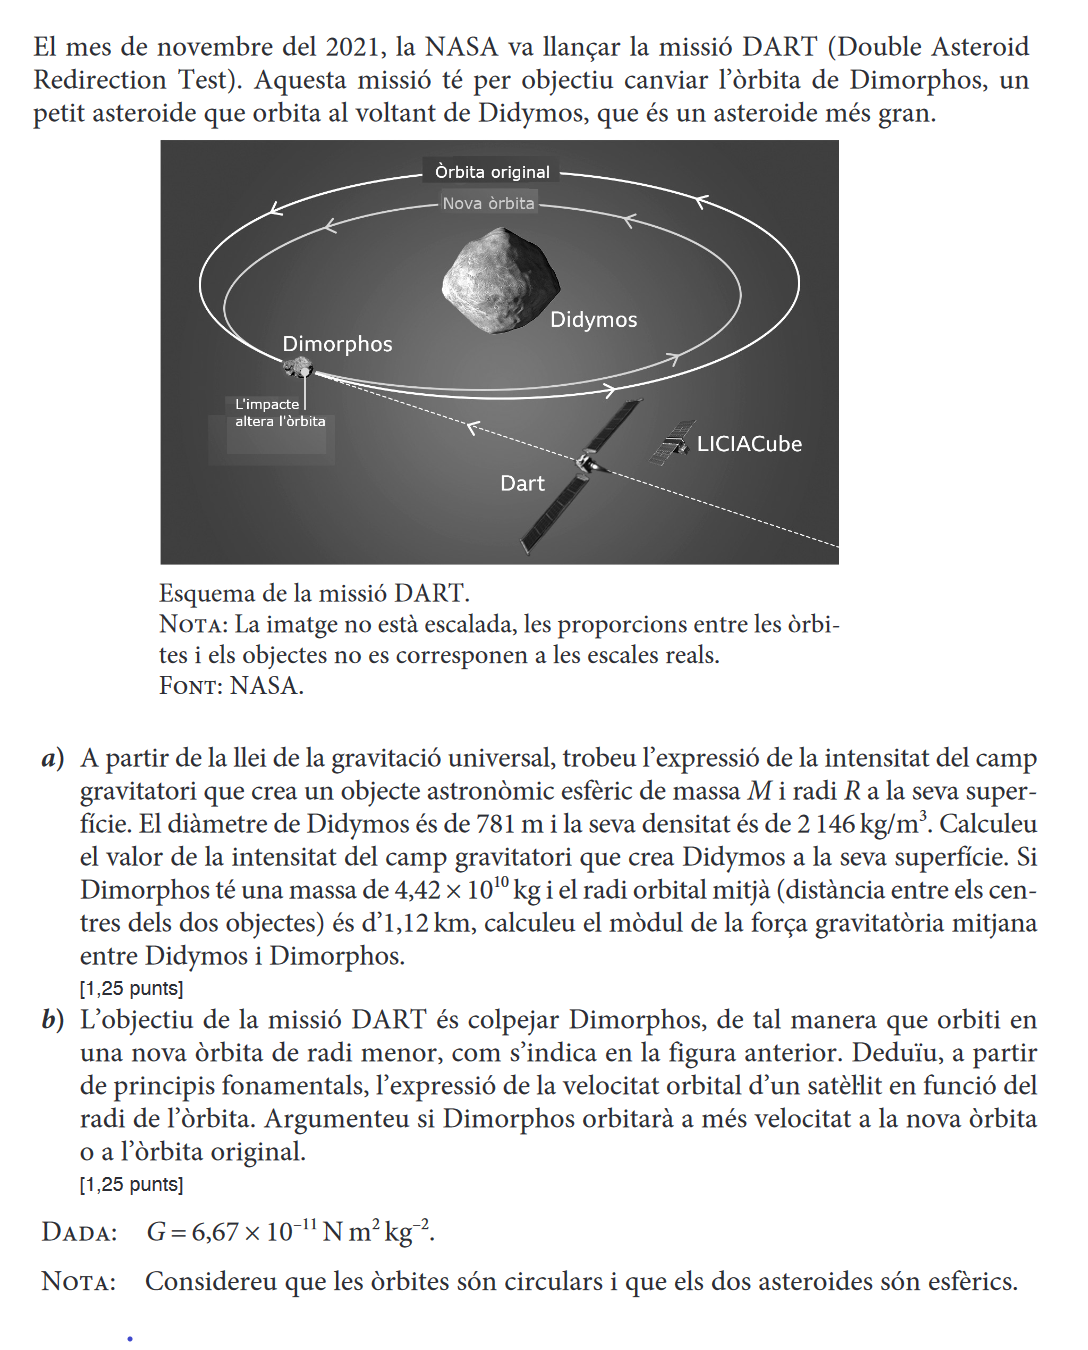 El mes de novembre del 2021, la NASA va llançar la missió DART (Double Asteroid
Redirection Test). Aquesta missió té per objectiu canviar l’òrbita de Dimorphos, un
petit asteroide que orbita al voltant de Didymos, que és un asteroide més gran.
Òrbita original
Nova òrbita
Didymos
Dimorphos
L'impacte
altera l'òrbita
LICIACube
Dart
Esquema de la missió DART.
Nota: La imatge no està escalada, les proporcions entre les òrbi-
tes i els objectes no es corresponen a les escales reals.
Font: NASA.
a) A partir de la llei de la gravitació universal, trobeu l’expressió de la intensitat del camp
gravitatori que crea un objecte astronòmic esfèric de massa M i radi R a la seva super-
fície. El diàmetre de Didymos és de 781 m i la seva densitat és de 2 146 kg/m³. Calculeu
el valor de la intensitat del camp gravitatori que crea Didymos a la seva superfície. Si
Dimorphos té una massa de 4,42 × 10¹⁰ kg i el radi orbital mitjà (distància entre els cen-
tres dels dos objectes) és d’1,12 km, calculeu el mòdul de la força gravitatòria mitjana
entre Didymos i Dimorphos.
[1,25 punts]
b) L’objectiu de la missió DART és colpejar Dimorphos, de tal manera que orbiti en
una nova òrbita de radi menor, com s’indica en la figura anterior. Deduïu, a partir
de principis fonamentals, l’expressió de la velocitat orbital d’un satèl·lit en funció del
radi de l’òrbita. Argumenteu si Dimorphos orbitarà a més velocitat a la nova òrbita
o a l’òrbita original.
[1,25 punts]
Dada: G = 6,67 × 10⁻¹¹ N m² kg⁻².
Nota: Considereu que les òrbites són circulars i que els dos asteroides són esfèrics.